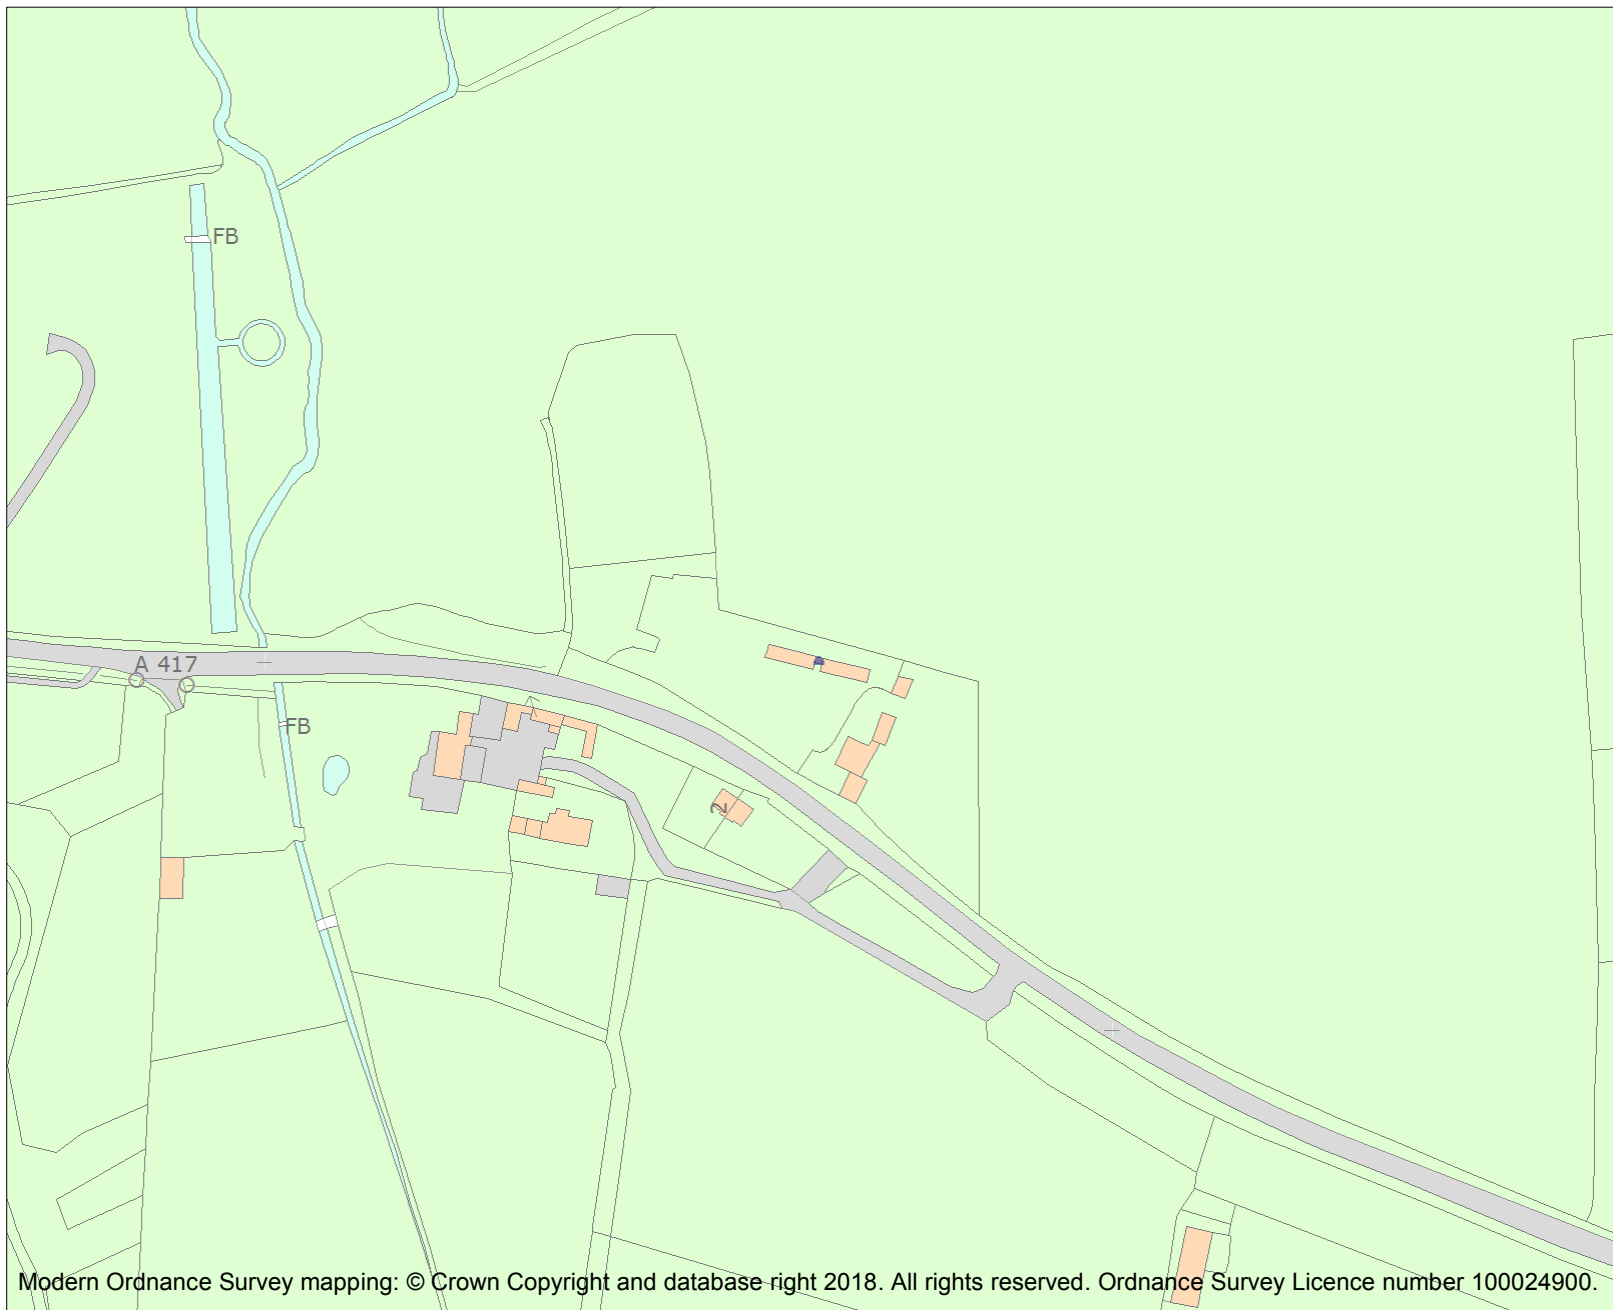 FB
A 417
FB
2
Modern Ordnance Survey mapping: © Crown Copyright and database right 2018. All rights reserved. Ordnance Survey Licence number 100024900.